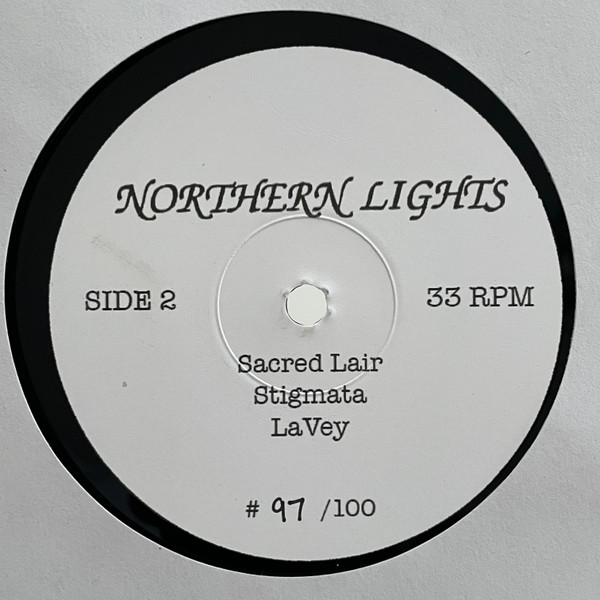 NORTHERN LIGHTS
SIDE 2
33 RPM
Sacred Lair
Stigmata
LaVey
# 97 /100